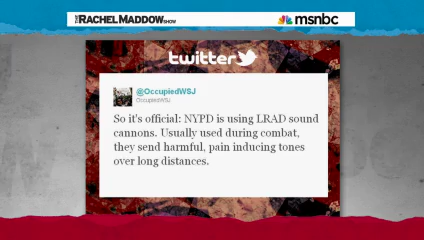 THE RACHEL MADDOW SHOW
msnbc
twitter
@OccupiedWSJ
OccupiedWSJ
So it's official: NYPD is using LRAD sound
cannons. Usually used during combat,
they send harmful, pain inducing tones
over long distances.